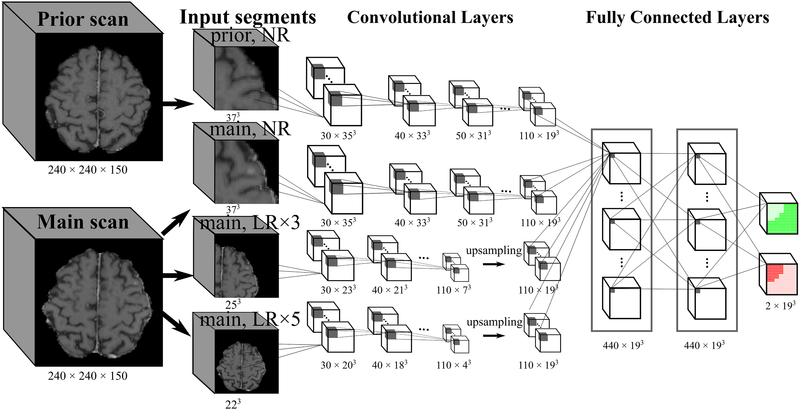 Prior scan
Input segments
Convolutional Layers
Fully Connected Layers
prior, NR
37³
30 × 35³
40 × 33³
50 × 31³
...
110 × 19³
240 × 240 × 150
main, NR
37³
30 × 35³
40 × 33³
50 × 31³
...
110 × 19³
Main scan
main, LR×3
25³
30 × 23³
40 × 21³
...
110 × 7³
upsampling
110 × 19³
main, LR×5
22³
30 × 20³
40 × 18³
...
110 × 4³
upsampling
110 × 19³
240 × 240 × 150
440 × 19³
440 × 19³
2 × 19³